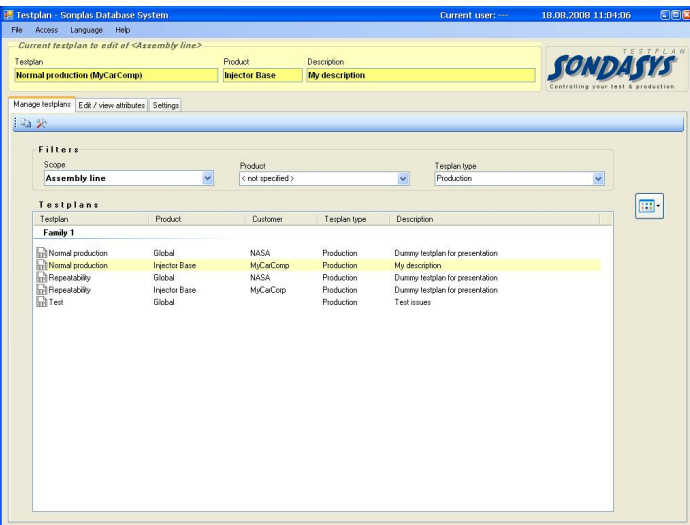 Testplan - Sonplas Database System Current user: --- 18.08.2008 11:04:06
File Access Language Help
Current testplan to edit of <Assembly line>
Testplan Product Description
Normal production (MyCarComp) Injector Base My description
TESTPLAN
SONDASYS
Controlling your test & production
Manage testplans Edit / view attributes Settings
Filters
Scope Product Tesplan type
Assembly line < not specified > Production
Testplans
Testplan Product Customer Tesplan type Description
Family 1
Normal production Global NASA Production Dummy testplan for presentation
Normal production Injector Base MyCarComp Production My description
Repeatability Global NASA Production Dummy testplan for presentation
Repeatability Injector Base MyCarCorp Production Dummy testplan for presentation
Test Global Production Test issues